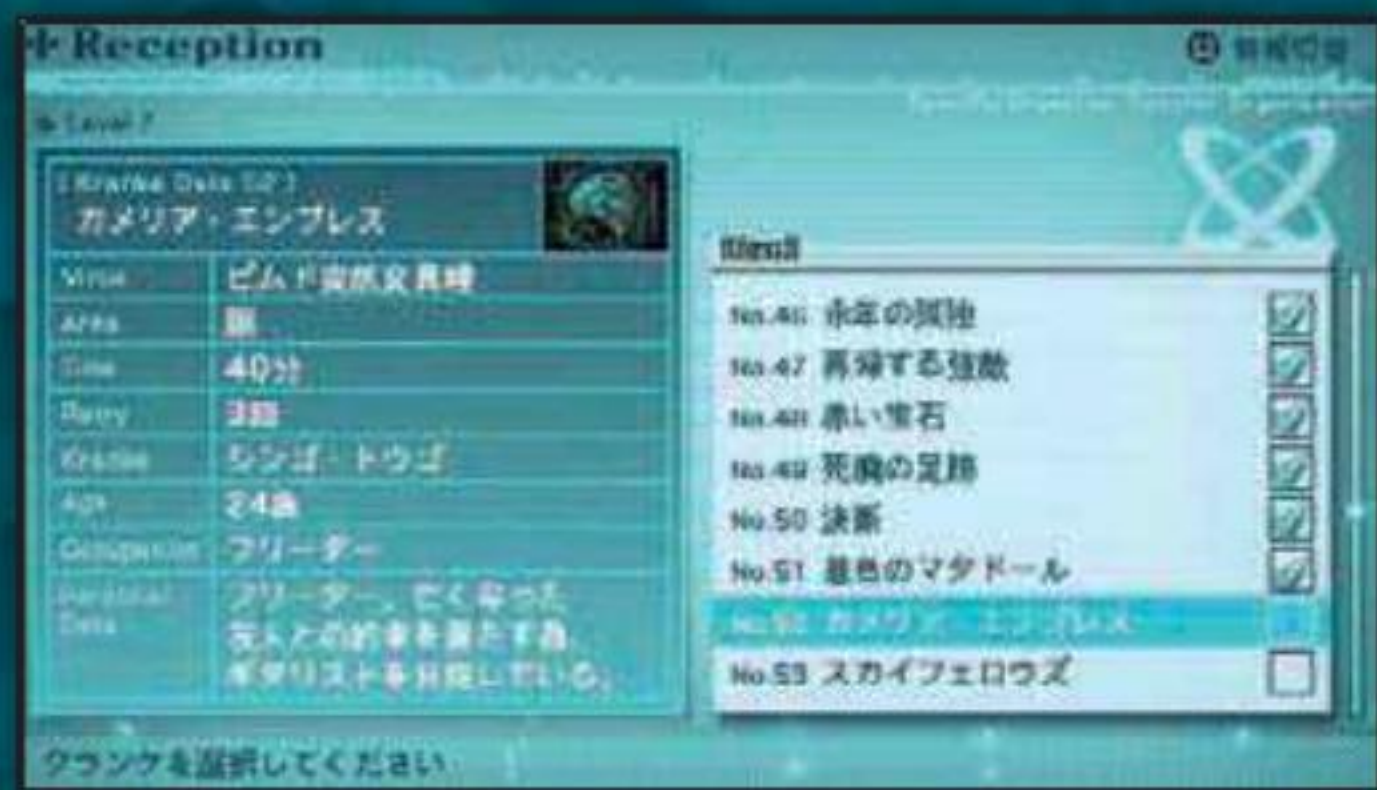 Reception
Level 7
カメリア・エンプレス
Virus
Area
頭
Time 40分
Retry 3回
Kranke シンゴ・トウゴ
Age 24歳
Occupation フリーター
Personal Data フリーター。亡くなった
友人との約束を果たす為、
ギタリストを目指している。
No.46 永年の孤独
No.47 再帰する強敵
No.48 赤い宝石
No.49 死魔の足跡
No.50 決断
No.51 のマタドール
No.52 カメリア・エンプレス
No.53 スカイフェロウズ
クランケを選択してください